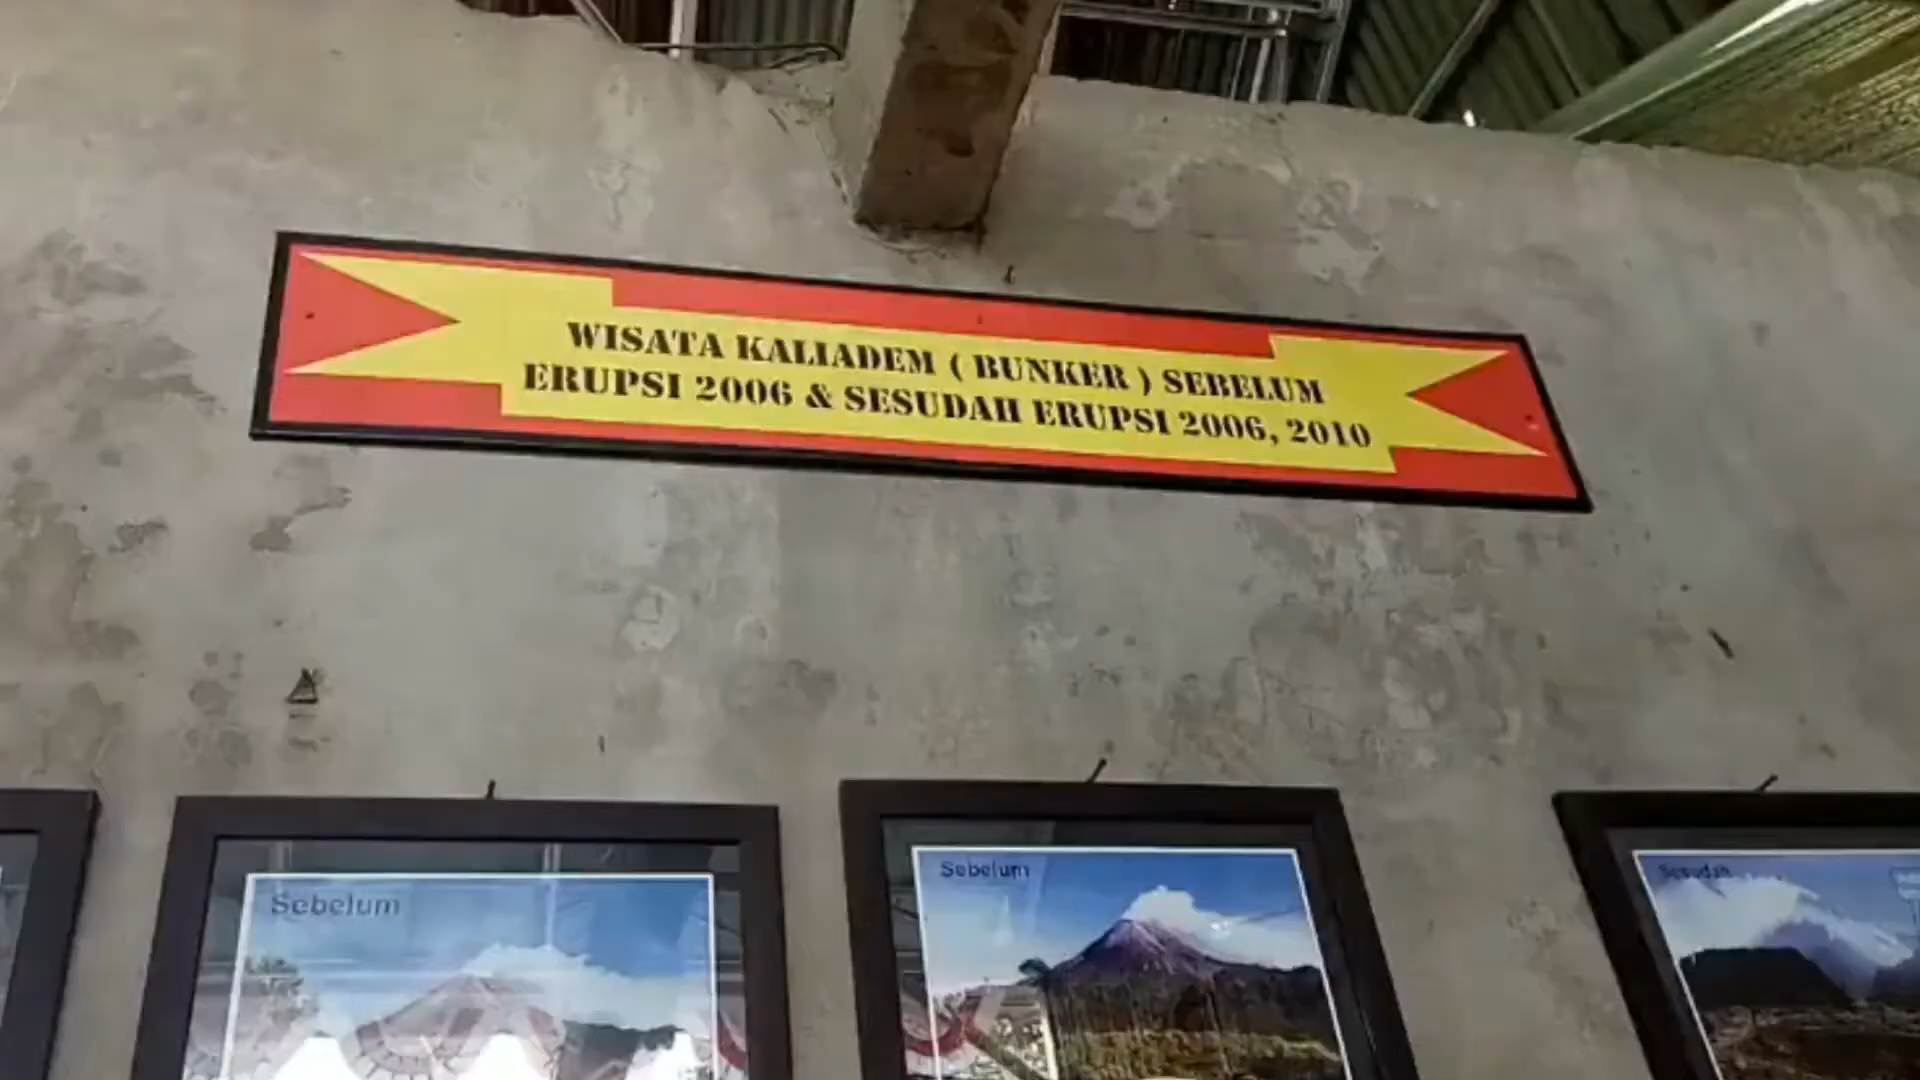 WISATA KALIADEM ( BUNKER ) SEBELUM
ERUPSI 2006 & SESUDAH ERUPSI 2006, 2010
Sebelum
Sebelum
Sesudah